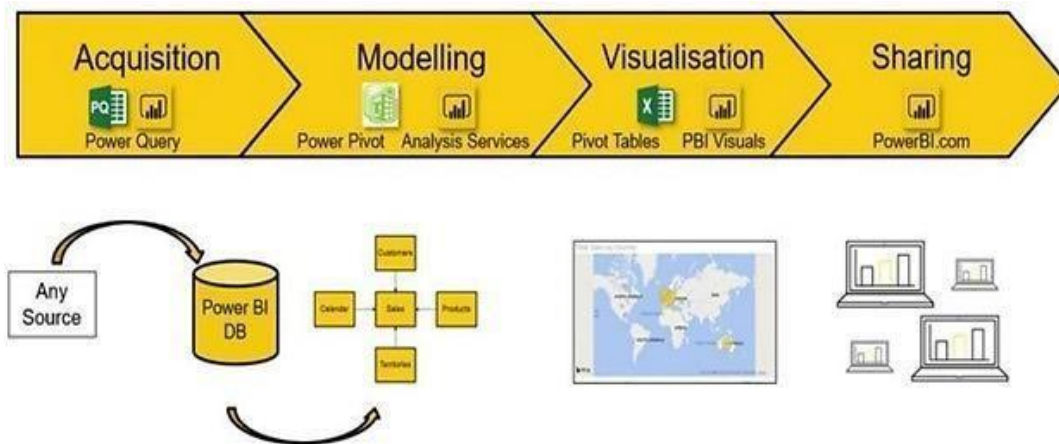 Acquisition
Modelling
Visualisation
Sharing
PQ
X
Power Query
Power Pivot
Analysis Services
Pivot Tables
PBI Visuals
PowerBI.com
Any
Source
Power BI
DB
Customers
Calendar
Sales
Products
Territories